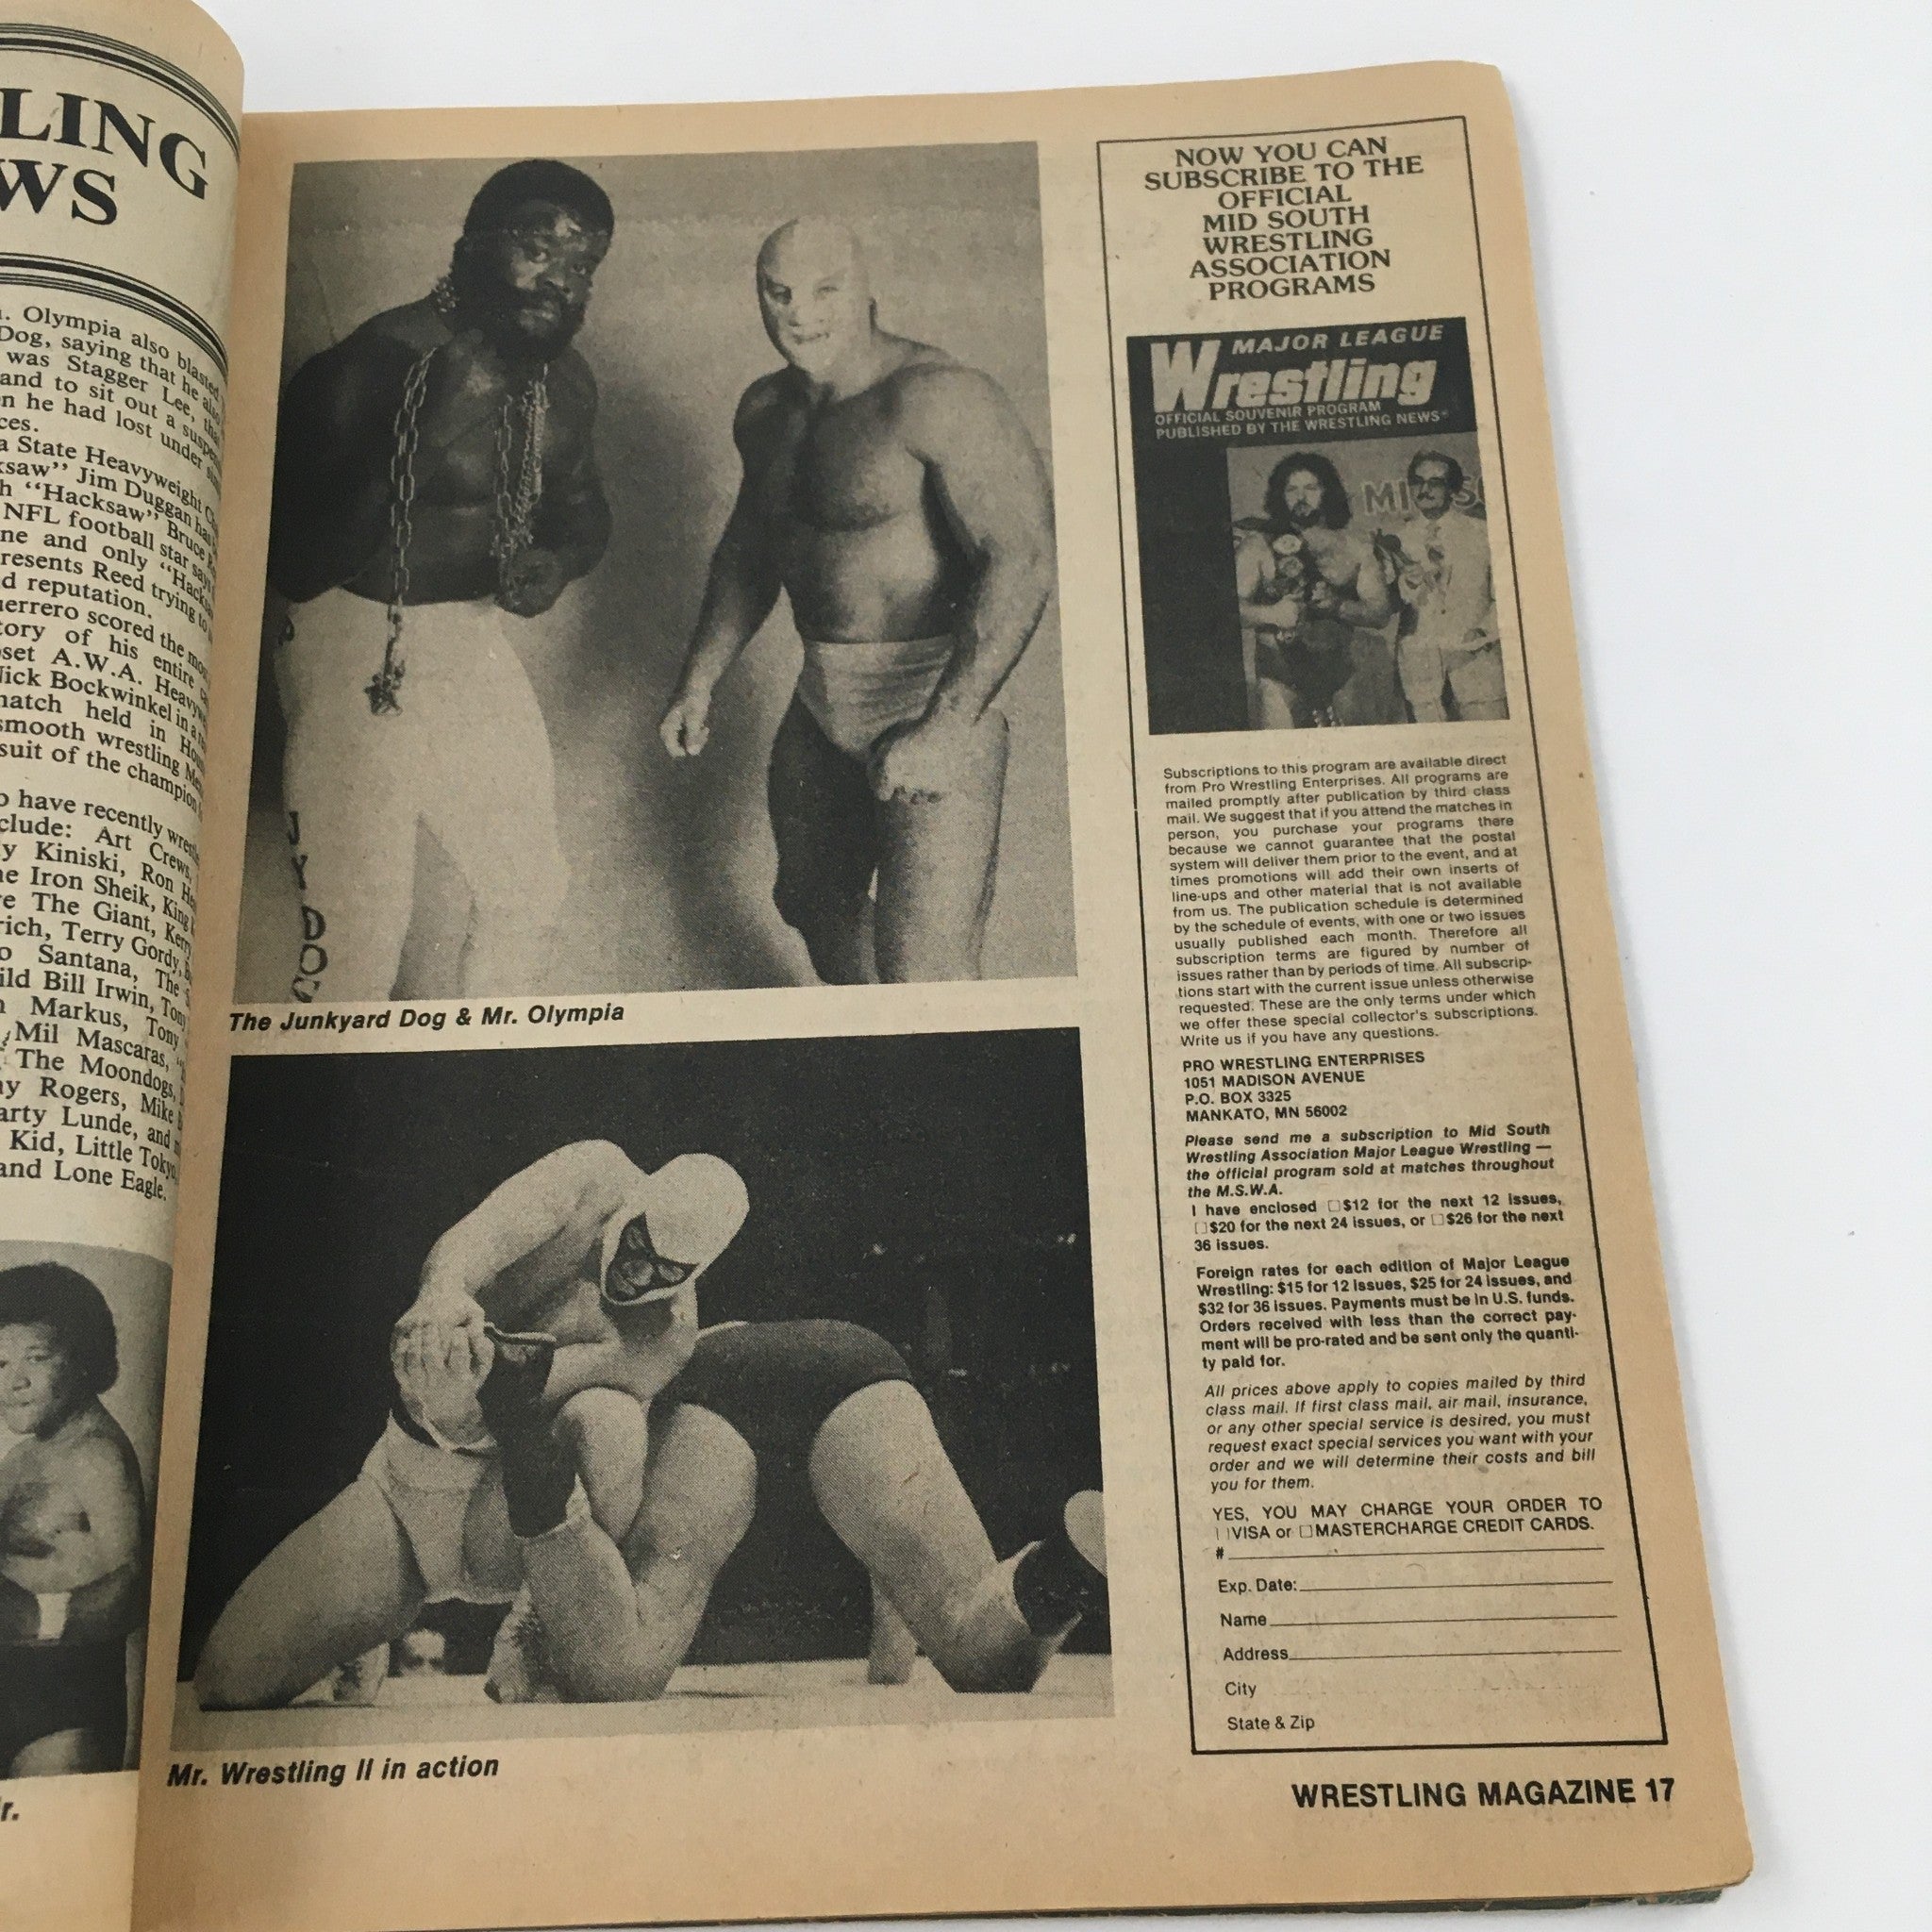 LING
WS
Olympia also blasted
Dog, saying that he also
was Stagger Lee, that
and to sit out a
n he had lost under
ces.
a State Heavyweight
ksaw" Jim Duggan has
h "Hacksaw"
NFL football star says
ne and only
resents Reed trying to
d reputation.
uerrero scored the
tory of his entire
set A.W.A.
Nick Bockwinkel in a
match held in
smooth wrestling
suit of the champion
o have recently
clude: Art Crews,
y Kiniski, Ron
he Iron Sheik, King
re The Giant, Kerry
rich, Terry Gordy,
o Santana, The
ild Bill Irwin, Tony
n Markus, Tony
Mil Mascaras,
The Moondogs,
ny Rogers, Mike
arty Lunde, and
Kid, Little Tokyo,
and Lone Eagle.
r.
JY DOG
The Junkyard Dog & Mr. Olympia
Mr. Wrestling II in action
NOW YOU CAN
SUBSCRIBE TO THE
OFFICIAL
MID SOUTH
WRESTLING
ASSOCIATION
PROGRAMS
MAJOR LEAGUE
Wrestling
OFFICIAL SOUVENIR PROGRAM
PUBLISHED BY THE WRESTLING NEWS
Subscriptions to this program are available direct
from Pro Wrestling Enterprises. All programs are
mailed promptly after publication by third class
mail. We suggest that if you attend the matches in
person, you purchase your programs there
because we cannot guarantee that the postal
system will deliver them prior to the event, and at
times promotions will add their own inserts of
line-ups and other material that is not available
from us. The publication schedule is determined
by the schedule of events, with one or two issues
usually published each month. Therefore all
subscription terms are figured by number of
issues rather than by periods of time. All subscrip-
tions start with the current issue unless otherwise
requested. These are the only terms under which
we offer these special collector's subscriptions.
Write us if you have any questions.
PRO WRESTLING ENTERPRISES
1051 MADISON AVENUE
P.O. BOX 3325
MANKATO, MN 56002
Please send me a subscription to Mid South
Wrestling Association Major League Wrestling —
the official program sold at matches throughout
the M.S.W.A.
I have enclosed □$12 for the next 12 issues,
□$20 for the next 24 issues, or □$26 for the next
36 issues.
Foreign rates for each edition of Major League
Wrestling: $15 for 12 issues, $25 for 24 issues, and
$32 for 36 issues. Payments must be in U.S. funds.
Orders received with less than the correct pay-
ment will be pro-rated and be sent only the quanti-
ty paid for.
All prices above apply to copies mailed by third
class mail. If first class mail, air mail, insurance,
or any other special service is desired, you must
request exact special services you want with your
order and we will determine their costs and bill
you for them.
YES, YOU MAY CHARGE YOUR ORDER TO
□VISA or □MASTERCHARGE CREDIT CARDS.
#
Exp. Date:
Name
Address
City
State & Zip
WRESTLING MAGAZINE 17